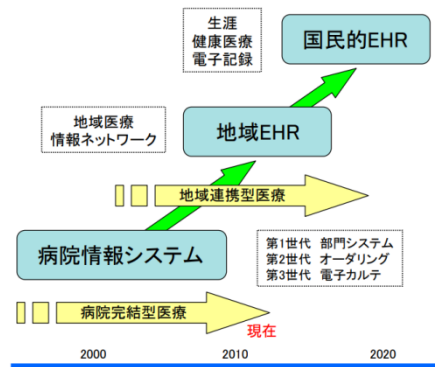 生涯
健康医療
電子記録
国民的EHR
地域医療
情報ネットワーク
地域EHR
地域連携型医療
病院情報システム
第1世代 部門システム
第2世代 オーダリング
第3世代 電子カルテ
病院完結型医療
現在
2000 2010 2020